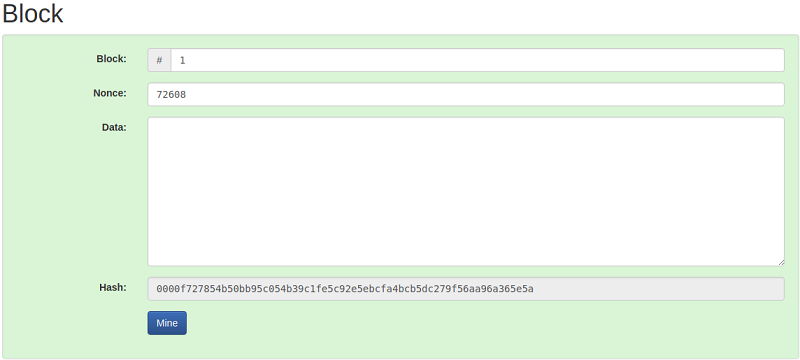 Block
Block: # 1
Nonce: 72608
Data:
Hash: 0000f727854b50bb95c054b39c1fe5c92e5ebcfa4bcb5dc279f56aa96a365e5a
Mine